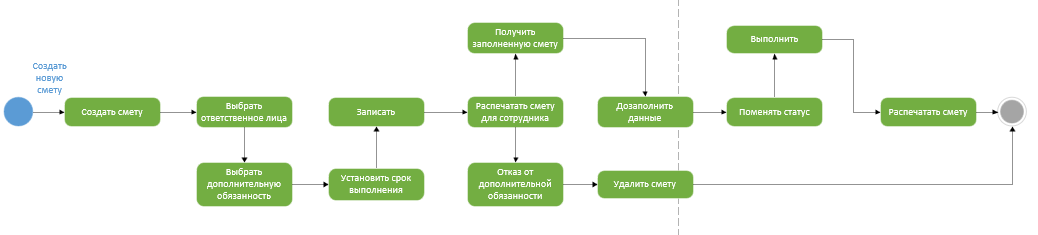 Создать
новую
смету
Создать смету
Выбрать
ответственное лица
Выбрать
дополнительную
обязанность
Установить срок
выполнения
Записать
Распечатать смету
для сотрудника
Получить
заполненную смету
Отказ от
дополнительной
обязанности
Дозаполнить
данные
Удалить смету
Поменять статус
Выполнить
Распечатать смету